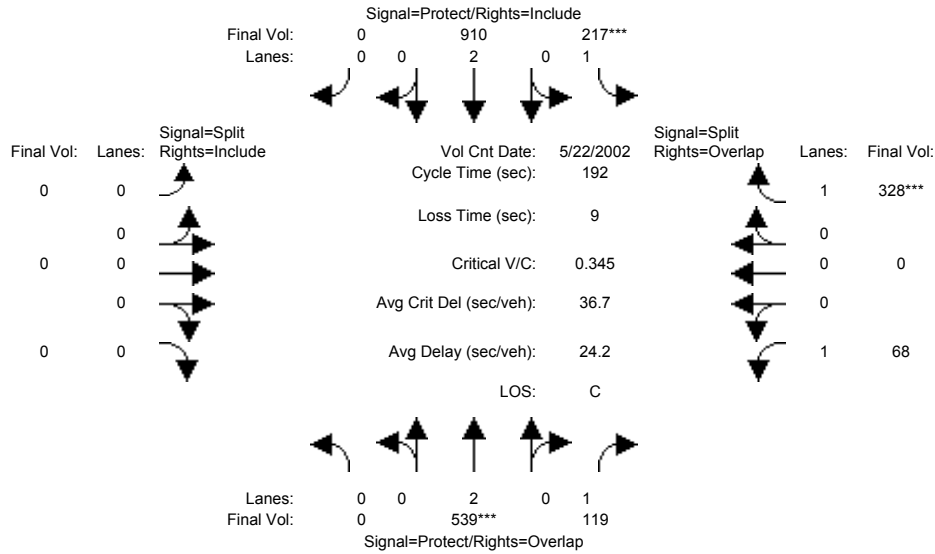 Signal=Protect/Rights=Include
Final Vol: 0 910 217***
Lanes: 0 0 2 0 1
Signal=Split Signal=Split
Final Vol: Lanes: Rights=Include Vol Cnt Date: 5/22/2002 Rights=Overlap Lanes: Final Vol:
Cycle Time (sec): 192
0 0 1 328***
Loss Time (sec): 9
0 0
0 0 Critical V/C: 0.345 0 0
0 Avg Crit Del (sec/veh): 36.7 0
0 0 Avg Delay (sec/veh): 24.2 1 68
LOS: C
Lanes: 0 0 2 0 1
Final Vol: 0 539*** 119
Signal=Protect/Rights=Overlap